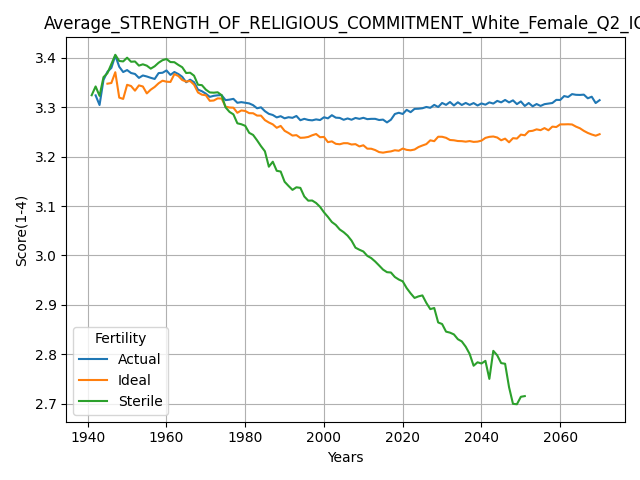 Average_STRENGTH_OF_RELIGIOUS_COMMITMENT_White_Female_Q2_IC
3.4
3.3
3.2
3.1
3.0
2.9
2.8
2.7
Score(1-4)
Fertility
Actual
Ideal
Sterile
1940 1960 1980 2000 2020 2040 2060
Years